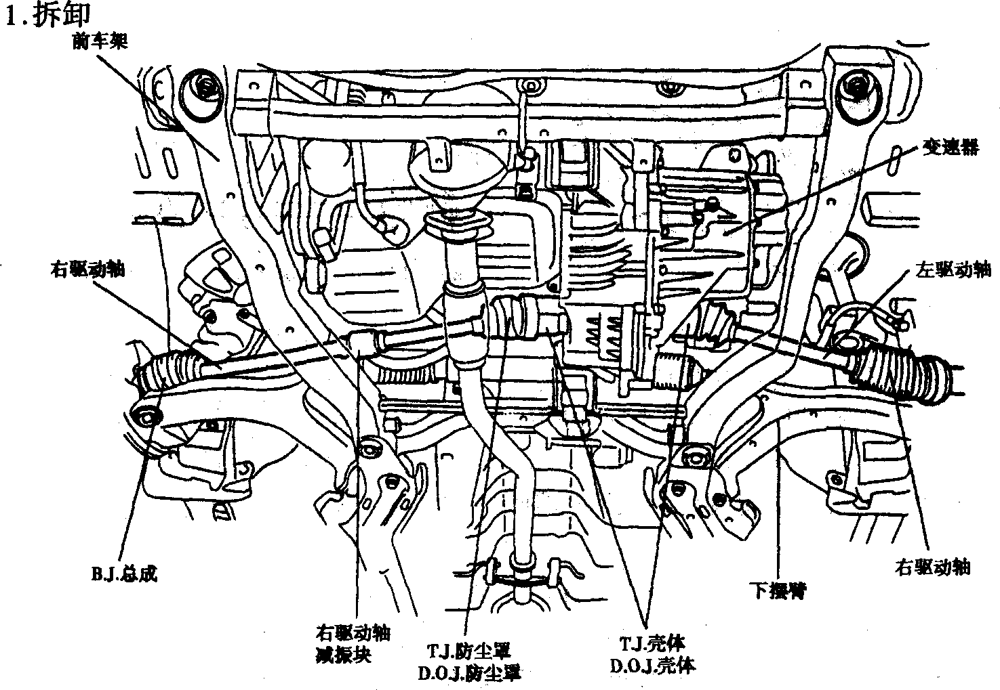 1.拆卸
前车架
变速器
右驱动轴
左驱动轴
B.J.总成
右驱动轴
下摆臂
右驱动轴
减振块
T.J.防尘罩
D.O.J.防尘罩
T.J.壳体
D.O.J.壳体